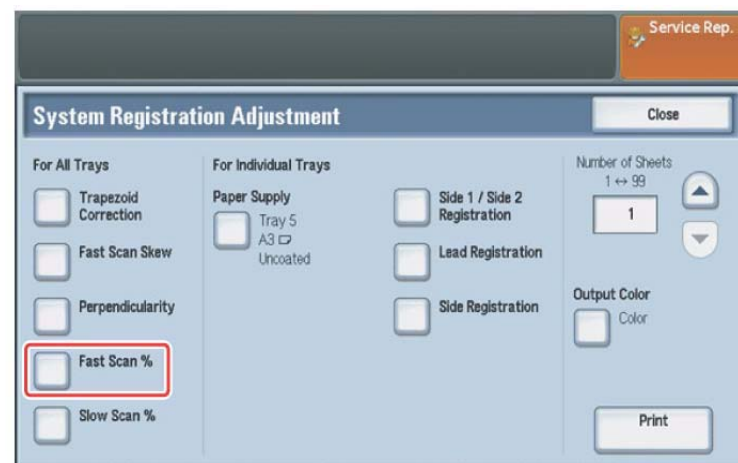 Service Rep.
System Registration Adjustment
Close
For All Trays
Trapezoid
Correction
Fast Scan Skew
Perpendicularity
Fast Scan %
Slow Scan %
For Individual Trays
Paper Supply
Tray 5
A3
Uncoated
Side 1 / Side 2
Registration
Lead Registration
Side Registration
Number of Sheets
1 ↔ 99
1
Output Color
Color
Print